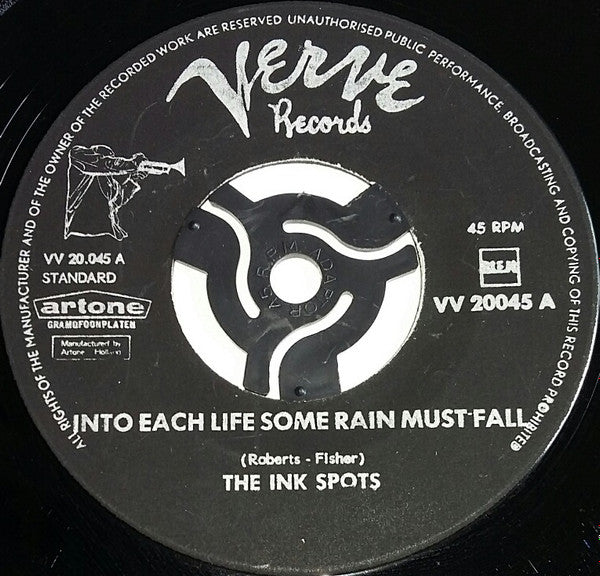 ALL RIGHTS OF THE MANUFACTURER AND OF THE OWNER OF THE RECORDED WORK ARE RESERVED UNAUTHORISED PUBLIC PERFORMANCE, BROADCASTING AND COPYING OF THIS RECORD PROHIBITED
Verve
Records
45 R.P.M. ADAPTOR
VV 20.045 A
STANDARD
artone
GRAMOFOONPLATEN
Manufactured by
Artone Holland
45 RPM
VV 20045 A
INTO EACH LIFE SOME RAIN MUST FALL
(Roberts - Fisher)
THE INK SPOTS